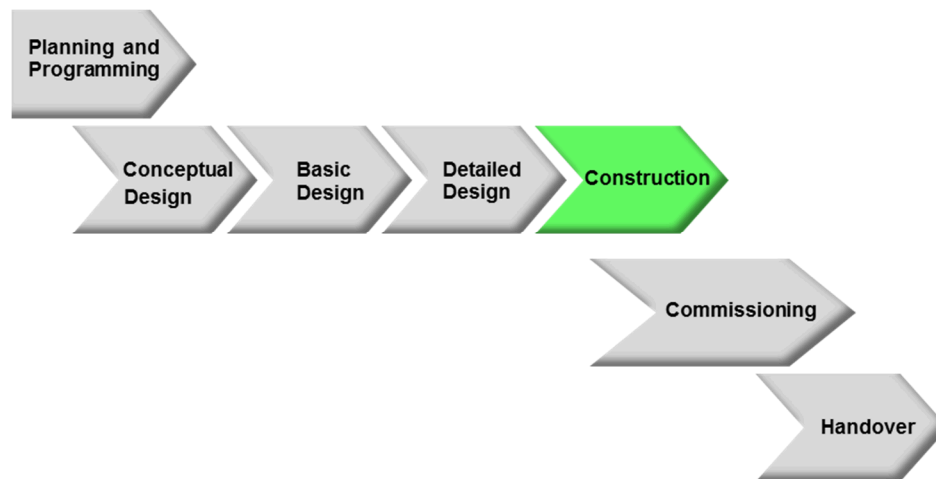 Planning and
Programming
Conceptual
Design
Basic
Design
Detailed
Design
Construction
Commissioning
Handover